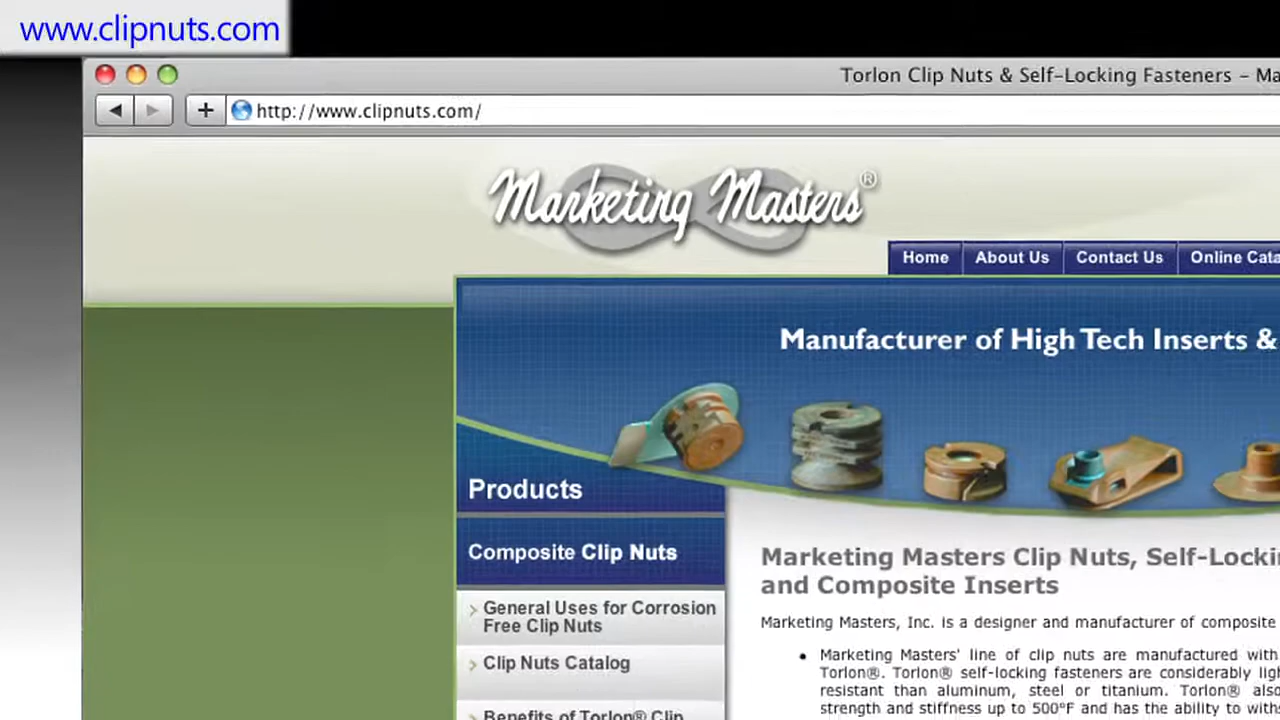 www.clipnuts.com
Torlon Clip Nuts & Self-Locking Fasteners – Ma
http://www.clipnuts.com/
Marketing Masters®
Home
About Us
Contact Us
Online Cata
Manufacturer of High Tech Inserts &
Products
Composite Clip Nuts
General Uses for Corrosion
Free Clip Nuts
Clip Nuts Catalog
Benefits of Torlon® Clip
Marketing Masters Clip Nuts, Self-Locki
and Composite Inserts
Marketing Masters, Inc. is a designer and manufacturer of composite
• Marketing Masters' line of clip nuts are manufactured with
Torlon®. Torlon® self-locking fasteners are considerably ligh
resistant than aluminum, steel or titanium. Torlon® also
strength and stiffness up to 500°F and has the ability to with